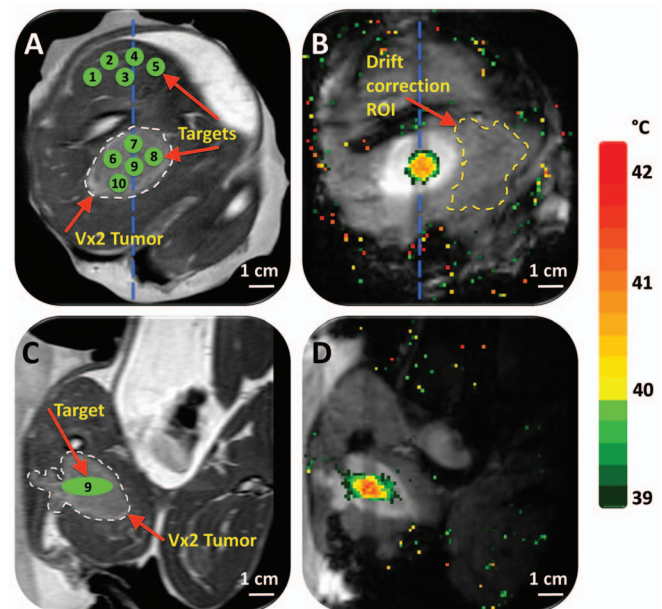 A
1
2
3
4
5
Targets
6
7
8
9
10
Vx2 Tumor
1 cm
B
Drift
correction
ROI
1 cm
°C
42
41
40
39
C
Target
9
Vx2 Tumor
1 cm
D
1 cm